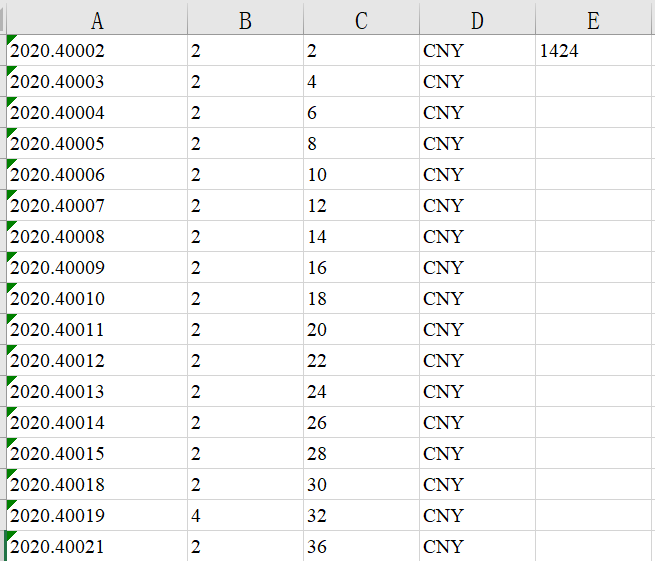 A B C D E
2020.40002 2 2 CNY 1424
2020.40003 2 4 CNY
2020.40004 2 6 CNY
2020.40005 2 8 CNY
2020.40006 2 10 CNY
2020.40007 2 12 CNY
2020.40008 2 14 CNY
2020.40009 2 16 CNY
2020.40010 2 18 CNY
2020.40011 2 20 CNY
2020.40012 2 22 CNY
2020.40013 2 24 CNY
2020.40014 2 26 CNY
2020.40015 2 28 CNY
2020.40018 2 30 CNY
2020.40019 4 32 CNY
2020.40021 2 36 CNY